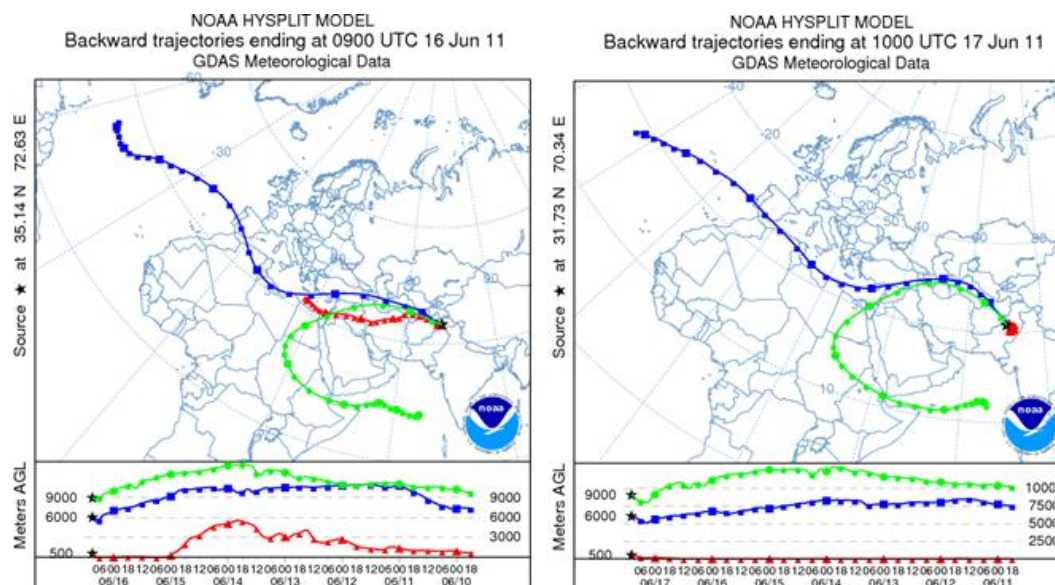 NOAA HYSPLIT MODEL
Backward trajectories ending at 0900 UTC 16 Jun 11
GDAS Meteorological Data
Source ★ at 35.14 N 72.63 E
-60
-30
noaa
Meters AGL
9000
6000
500
9000
6000
3000
06 00 18 12 06 00 18 12 06 00 18 12 06 00 18 12 06 00 18 12 06 00 18 12 06 00 18
06/16 06/15 06/14 06/13 06/12 06/11 06/10
NOAA HYSPLIT MODEL
Backward trajectories ending at 1000 UTC 17 Jun 11
GDAS Meteorological Data
Source ★ at 31.73 N 70.34 E
-40
-20
10
noaa
Meters AGL
9000
6000
500
10000
7500
5000
2500
06 00 18 12 06 00 18 12 06 00 18 12 06 00 18 12 06 00 18 12 06 00 18 12 06 00 18
06/17 06/16 06/15 06/14 06/13 06/12 06/11